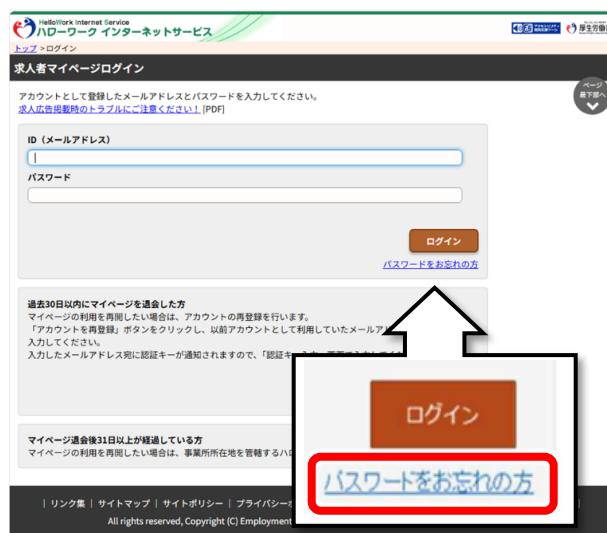 HelloWork Internet Service
ハローワーク インターネットサービス
トップ > ログイン
求人者マイページログイン
ページ
最下部へ
アカウントとして登録したメールアドレスとパスワードを入力してください。
求人広告掲載時のトラブルにご注意ください！ [PDF]
ID（メールアドレス）
パスワード
ログイン
パスワードをお忘れの方
過去30日以内にマイページを退会した方
マイページの利用を再開したい場合は、アカウントの再登録を行います。
「アカウントを再登録」ボタンをクリックし、以前アカウントとして利用していたメールア
入力してください。
入力したメールアドレス宛に認証キーが通知されますので、「認証キ
マイページ退会後31日以上が経過している方
マイページの利用を再開したい場合は、事業所所在地を管轄するハロ
ログイン
パスワードをお忘れの方
| リンク集 | サイトマップ | サイトポリシー | プライバシー
All rights reserved, Copyright (C) Employment